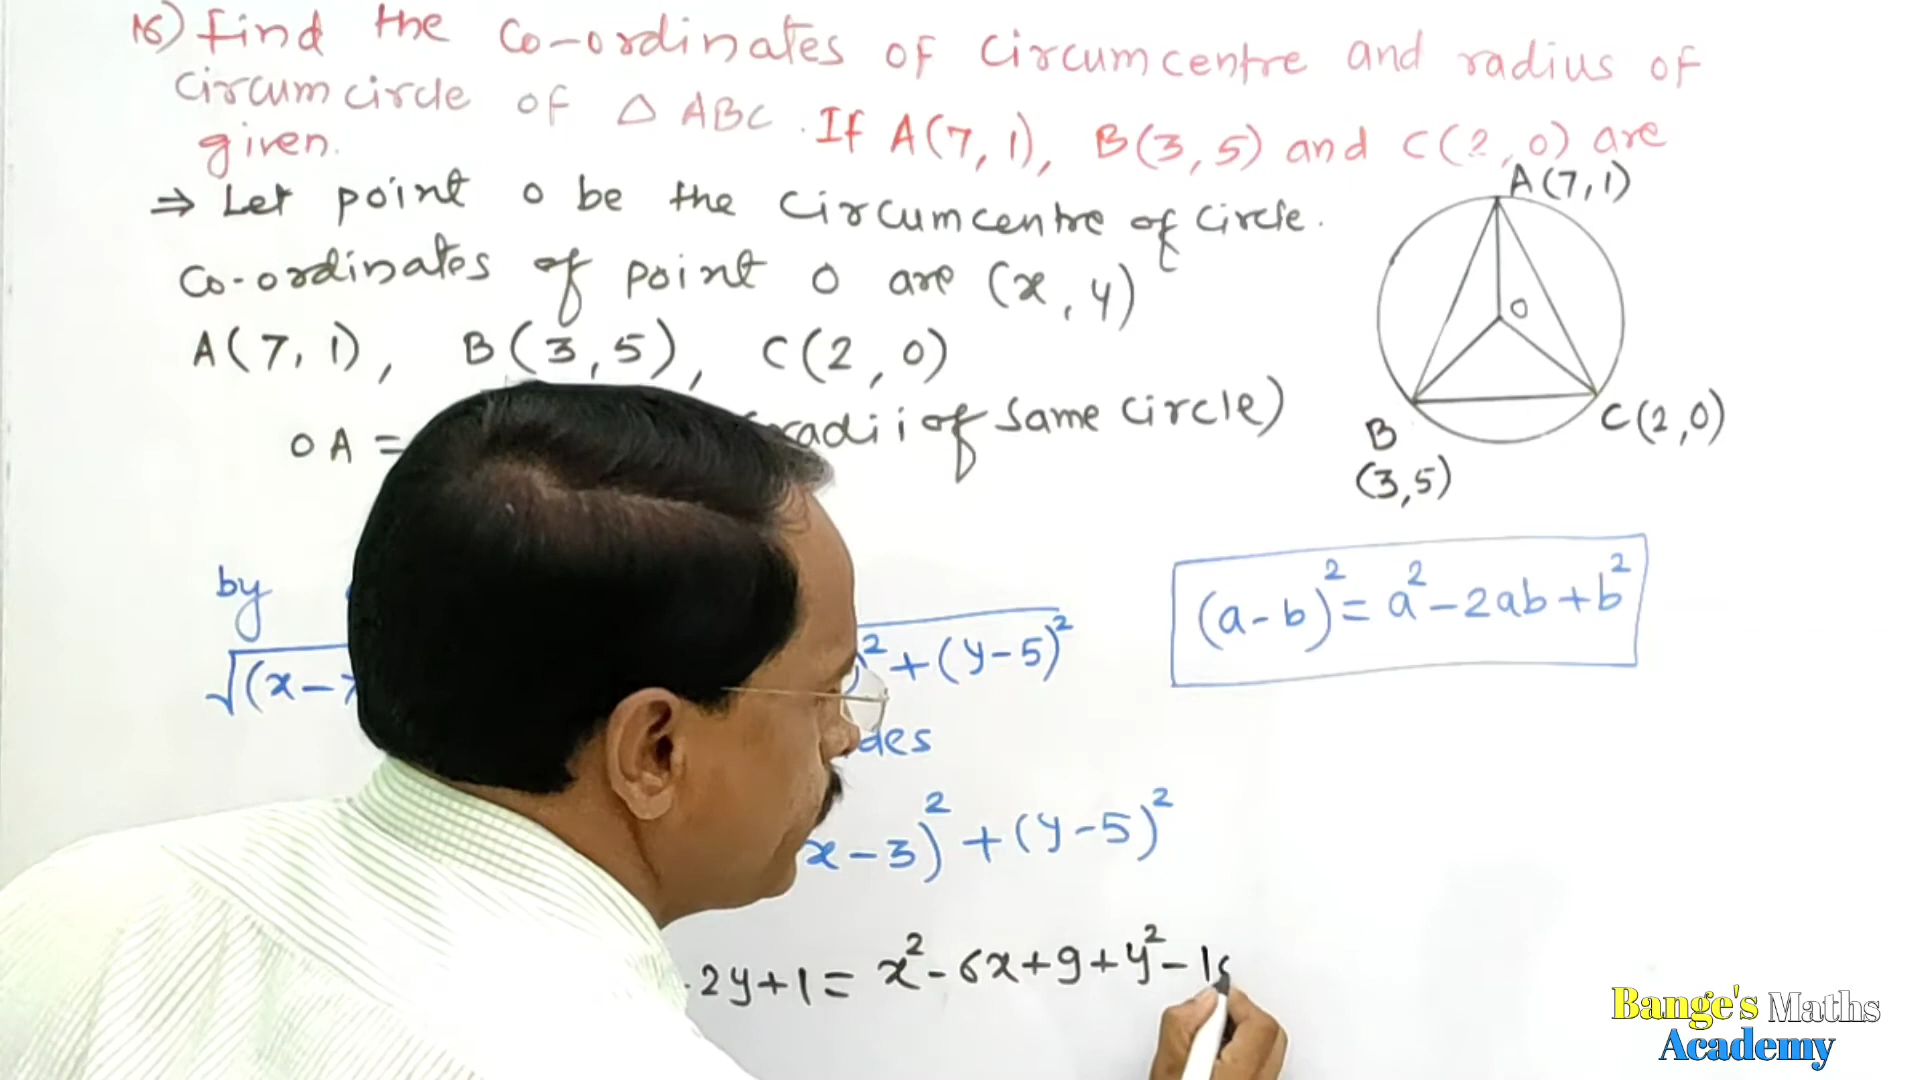 16) Find the Co-ordinates of circumcentre and radius of
circumcircle of △ ABC. If A(7,1), B(3,5) and C(2,0) are
given.
⇒ Let point O be the circumcentre of circle.
Co-ordinates of point O are (x, y)
A(7,1), B(3,5), C(2,0)
OA = radii of same circle)
A(7,1)
O
B
(3,5)
C(2,0)
by
√(x-7 )² + (y-5)²
(a-b)² = a² - 2ab + b²
x-3)² + (y-5)²
2y+1 = x² - 6x + 9 + y² - 1
Bange's Maths
Academy